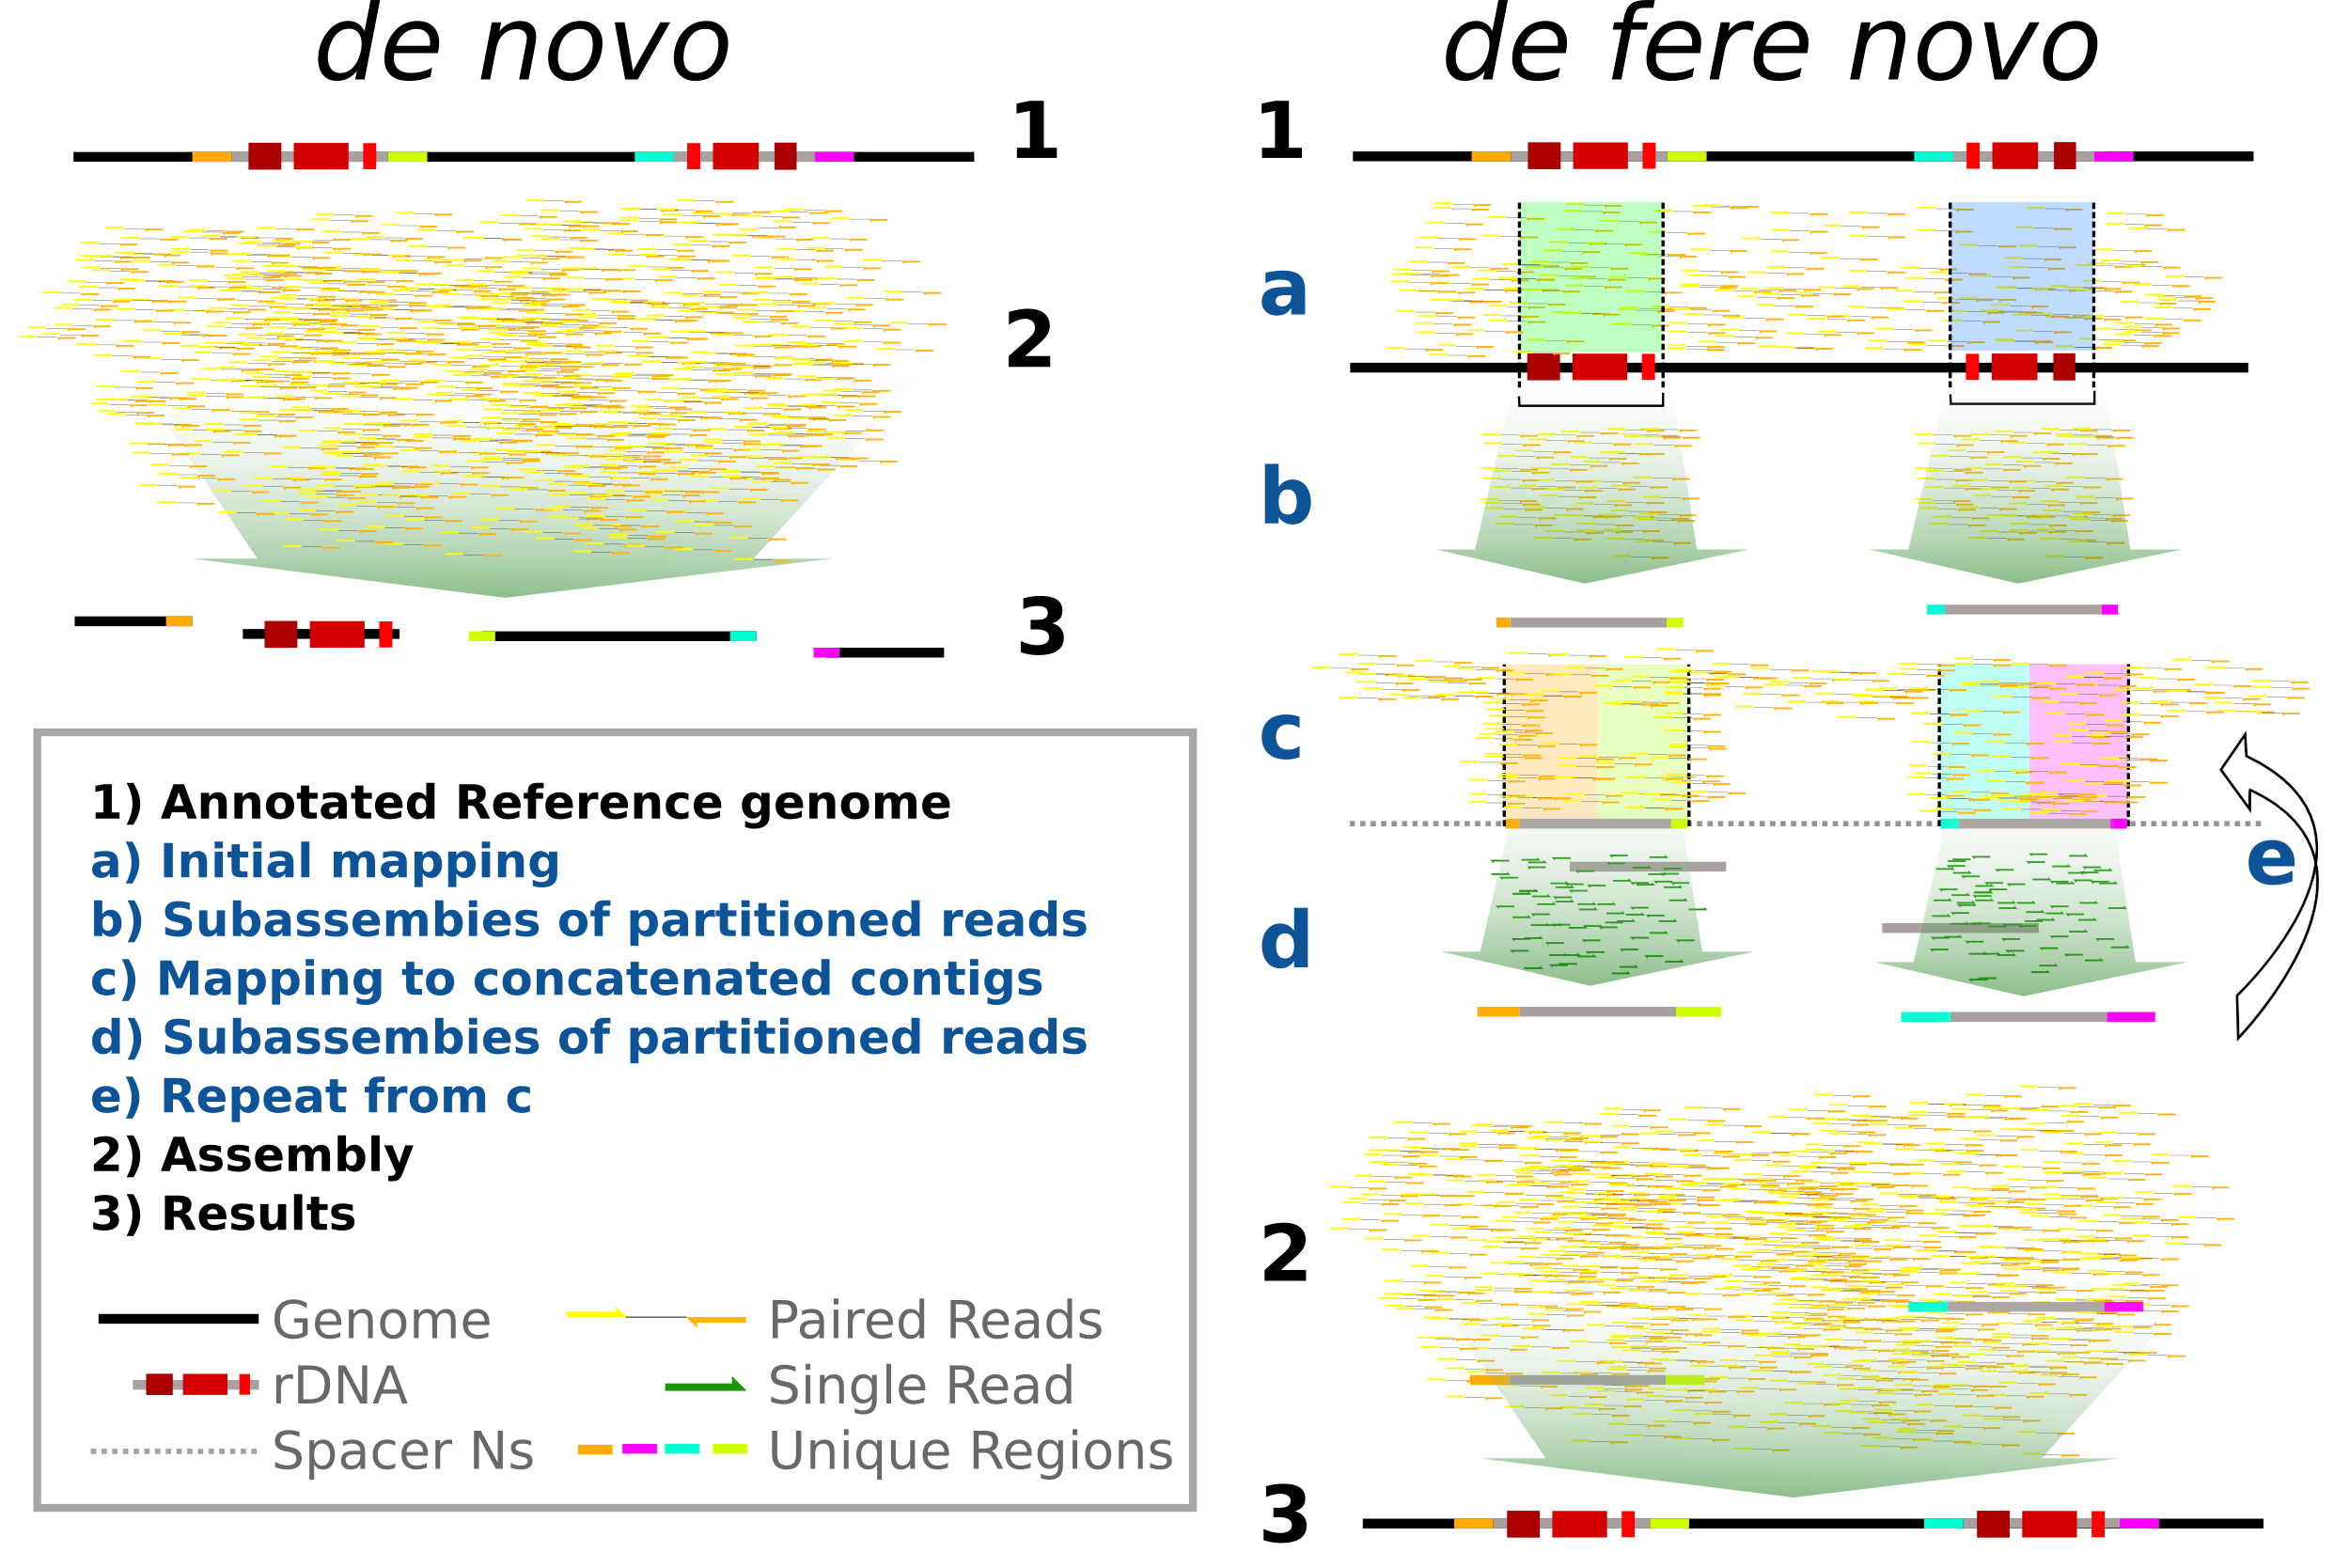 de novo
de fere novo
1
2
3
1
a
b
c
d
e
2
3
1) Annotated Reference genome
a) Initial mapping
b) Subassembies of partitioned reads
c) Mapping to concatenated contigs
d) Subassembies of partitioned reads
e) Repeat from c
2) Assembly
3) Results
Genome
Paired Reads
rDNA
Single Read
Spacer Ns
Unique Regions